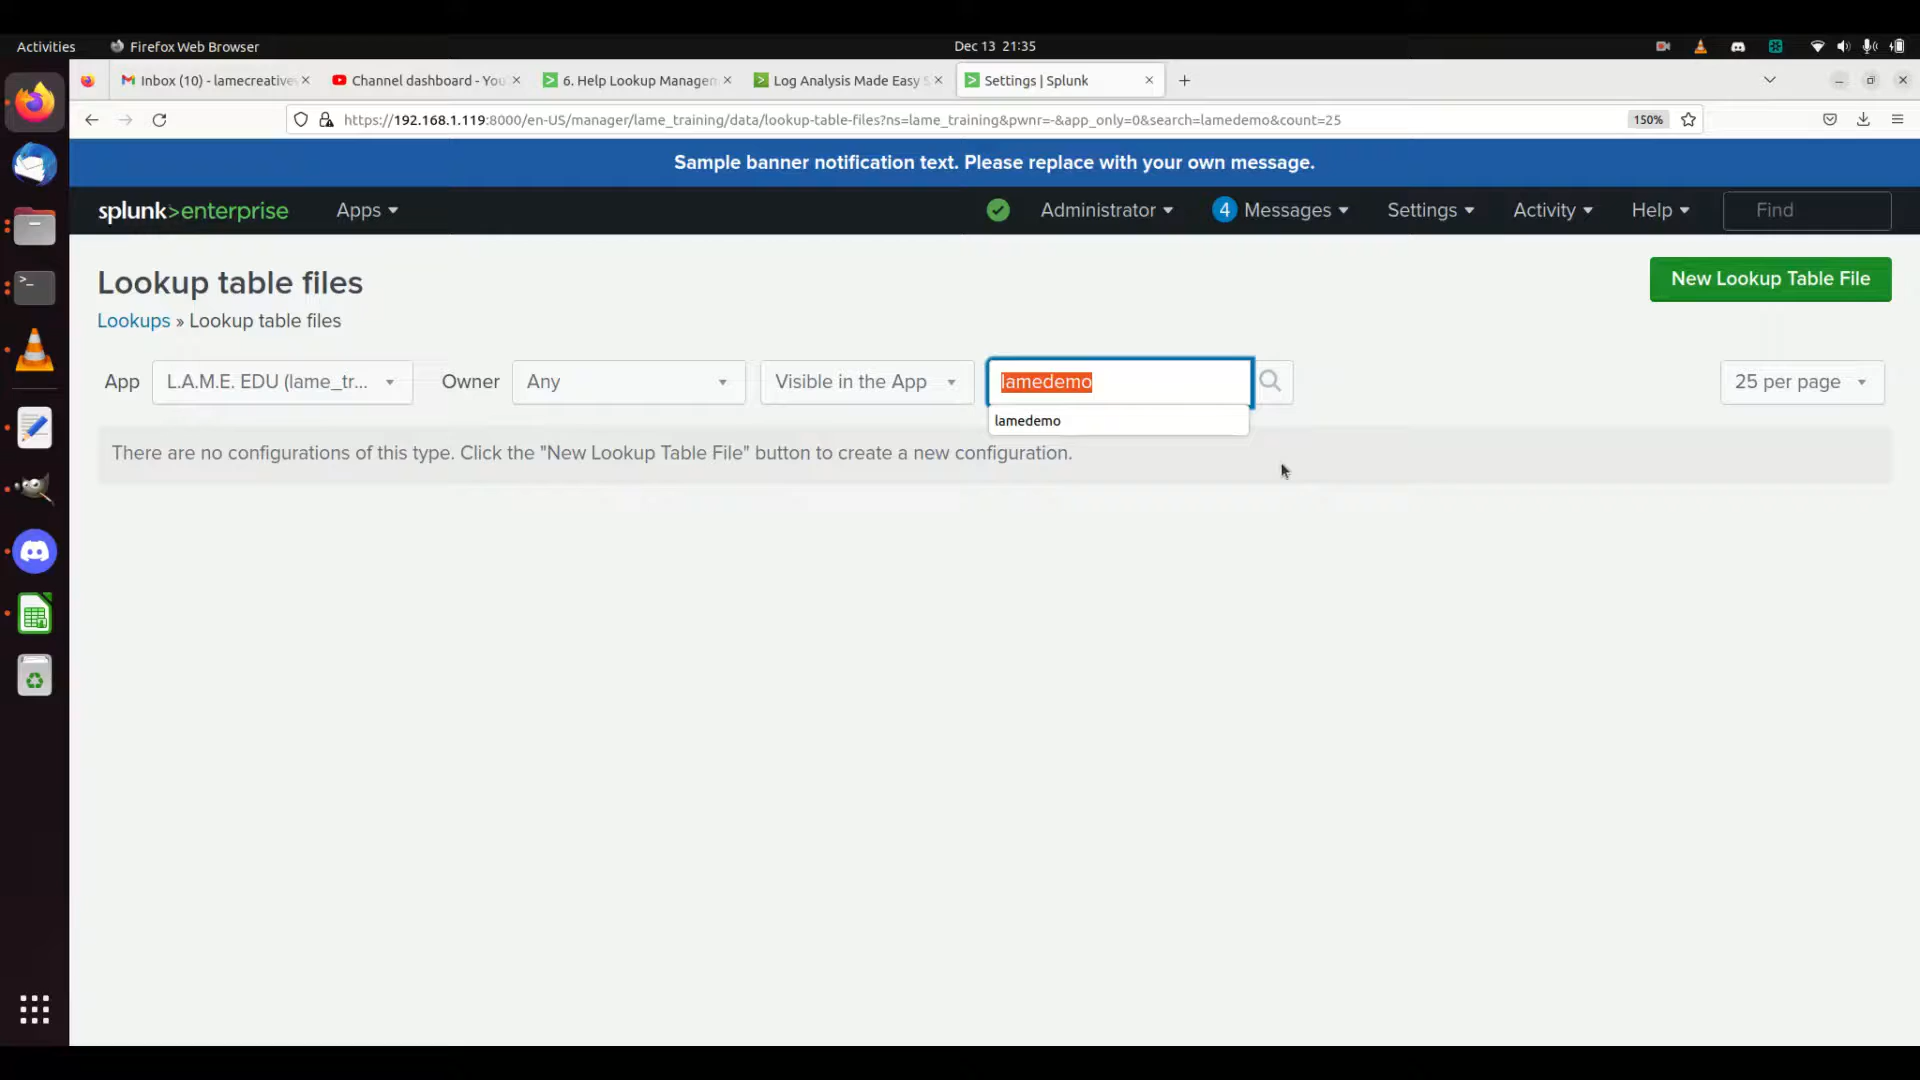 Activities Firefox Web Browser Dec 13 21:35
Inbox (10) - lamecreative Channel dashboard - You 6. Help Lookup Managem Log Analysis Made Easy S Settings | Splunk
https://192.168.1.119:8000/en-US/manager/lame_training/data/lookup-table-files?ns=lame_training&pwnr=-&app_only=0&search=lamedemo&count=25 150%
Sample banner notification text. Please replace with your own message.
splunk>enterprise Apps Administrator 4 Messages Settings Activity Help Find
Lookup table files New Lookup Table File
Lookups » Lookup table files
App L.A.M.E. EDU (lame_tr... Owner Any Visible in the App lamedemo 25 per page
lamedemo
There are no configurations of this type. Click the "New Lookup Table File" button to create a new configuration.